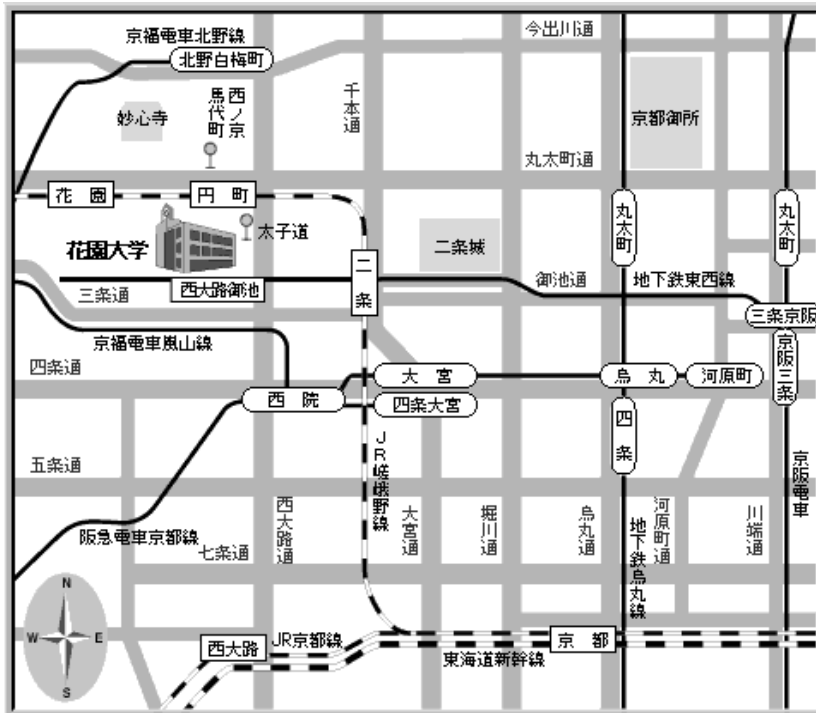 今出川通
京福電車北野線
北野白梅町
西ノ京
馬代町
千本通
妙心寺
京都御所
丸太町通
花園
円町
丸太町
丸太町
太子道
花園大学
二条城
二条
御池通
地下鉄東西線
西大路御池
三条通
三条京阪
京福電車嵐山線
京阪三条
四条通
大宮
烏丸
河原町
西院
四条大宮
四条
JR嵯峨野線
五条通
京阪電車
西大路通
大宮通
堀川通
烏丸通
河原町通
川端通
阪急電車京都線
七条通
地下鉄烏丸線
N
W
E
S
西大路
JR京都線
京都
東海道新幹線